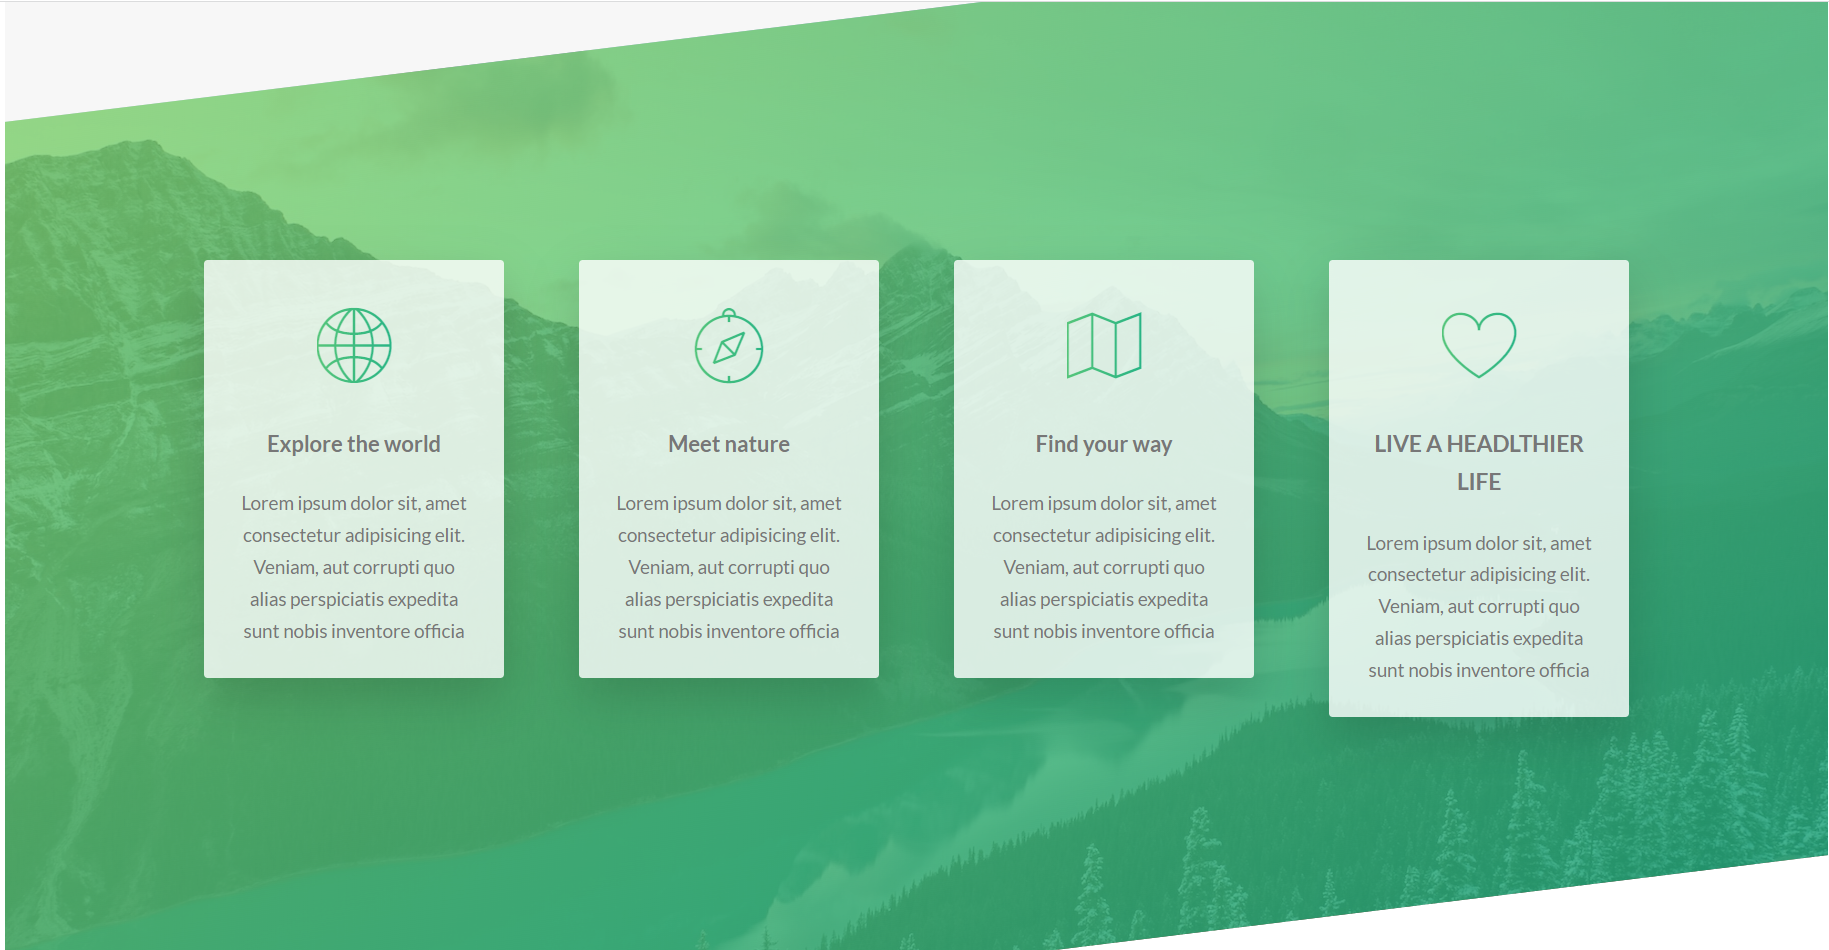 Explore the world
Lorem ipsum dolor sit, amet
consectetur adipisicing elit.
Veniam, aut corrupti quo
alias perspiciatis expedita
sunt nobis inventore officia
Meet nature
Lorem ipsum dolor sit, amet
consectetur adipisicing elit.
Veniam, aut corrupti quo
alias perspiciatis expedita
sunt nobis inventore officia
Find your way
Lorem ipsum dolor sit, amet
consectetur adipisicing elit.
Veniam, aut corrupti quo
alias perspiciatis expedita
sunt nobis inventore officia
LIVE A HEADLTHIER
LIFE
Lorem ipsum dolor sit, amet
consectetur adipisicing elit.
Veniam, aut corrupti quo
alias perspiciatis expedita
sunt nobis inventore officia